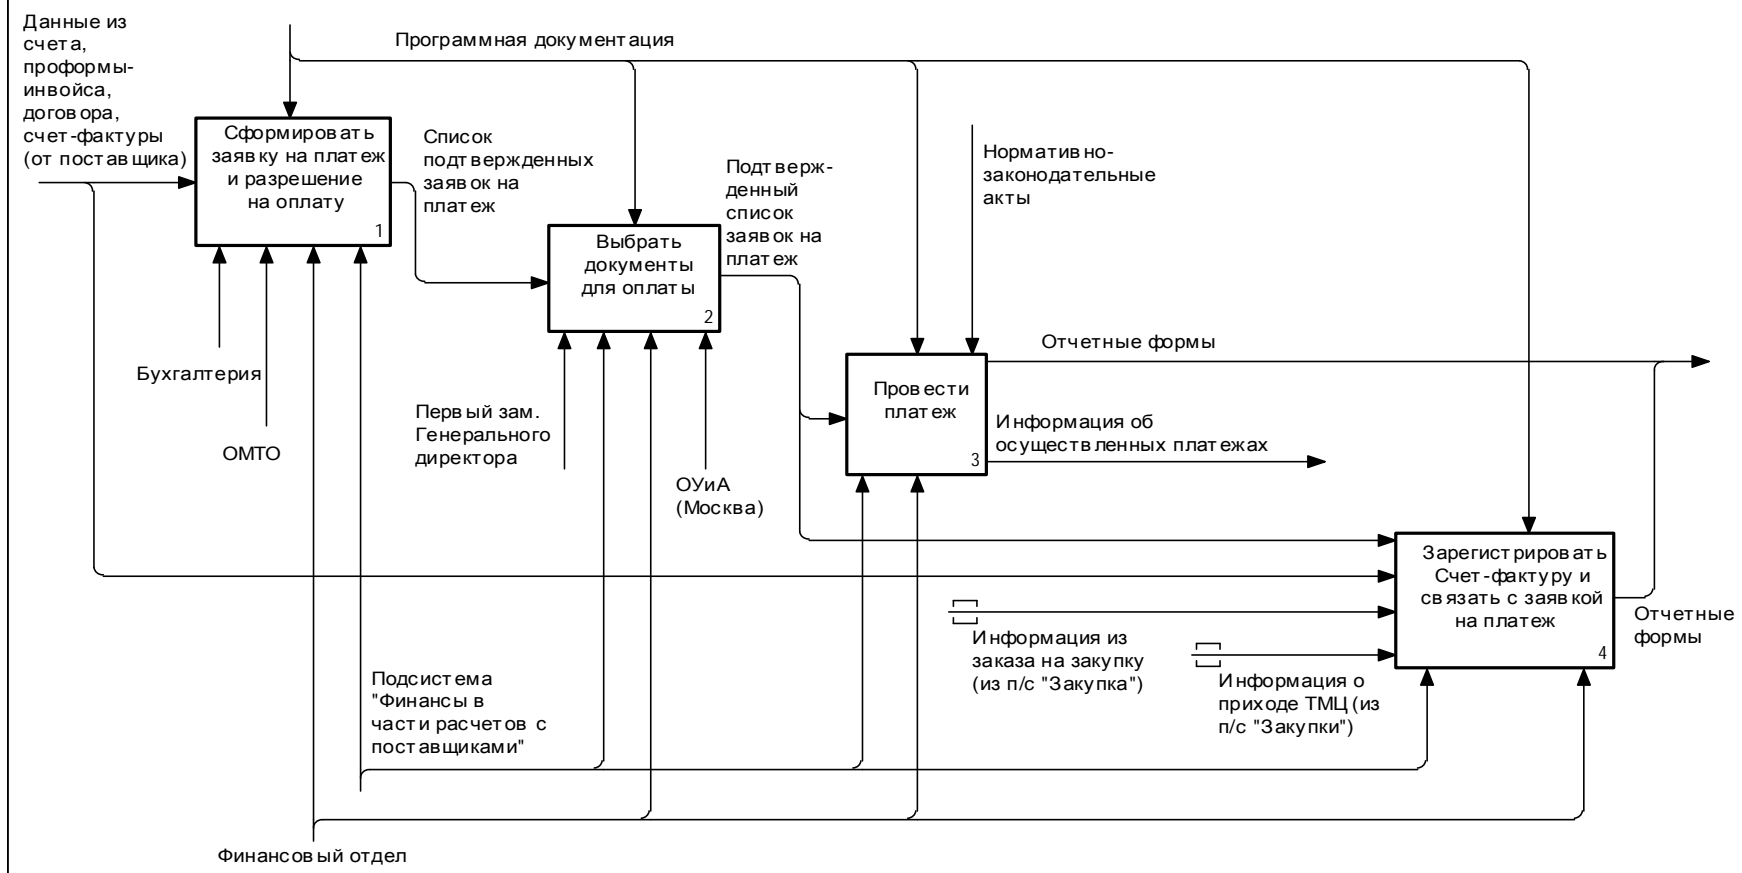 Данные из
счета,
проформы-
инвойса,
договора,
счет-фактуры
(от поставщика)
Программная документация
Сформировать
заявку на платеж
и разрешение
на оплату
1
Список
подтвержденных
заявок на
платеж
Подтверж-
денный
список
заявок на
платеж
Нормативно-
законодательные
акты
Выбрать
документы
для оплаты
2
Бухгалтерия
ОМТО
Первый зам.
Генерального
директора
ОУиА
(Москва)
Провести
платеж
3
Отчетные формы
Информация об
осуществленных платежах
Зарегистрировать
Счет-фактуру и
связать с заявкой
на платеж
4
Отчетные
формы
Информация из
заказа на закупку
(из п/с "Закупка")
Информация о
приходе ТМЦ (из
п/с "Закупки")
Подсистема
"Финансы в
части расчетов с
поставщиками"
Финансовый отдел